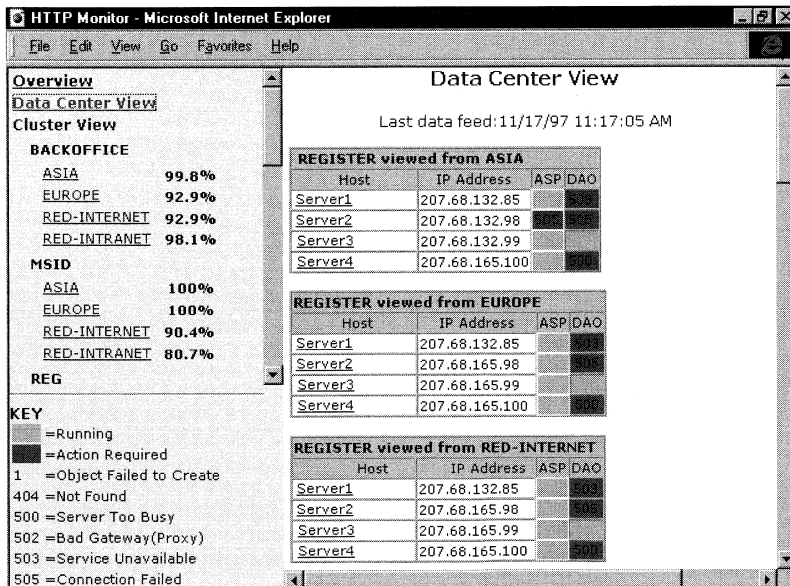 HTTP Monitor - Microsoft Internet Explorer
File Edit View Go Favorites Help
Overview
Data Center View
Cluster View
BACKOFFICE
ASIA 99.8%
EUROPE 92.9%
RED-INTERNET 92.9%
RED-INTRANET 98.1%
MSID
ASIA 100%
EUROPE 100%
RED-INTERNET 90.4%
RED-INTRANET 80.7%
REG
KEY
=Running
=Action Required
1 =Object Failed to Create
404 =Not Found
500 =Server Too Busy
502 =Bad Gateway(Proxy)
503 =Service Unavailable
505 =Connection Failed
Data Center View
Last data feed:11/17/97 11:17:05 AM
REGISTER viewed from ASIA
Host IP Address ASP DAO
Server1 207.68.132.85
Server2 207.68.132.98 505 505
Server3 207.68.132.99
Server4 207.68.165.100 500
REGISTER viewed from EUROPE
Host IP Address ASP DAO
Server1 207.68.132.85 503
Server2 207.68.165.98 505
Server3 207.68.165.99
Server4 207.68.165.100 500
REGISTER viewed from RED-INTERNET
Host IP Address ASP DAO
Server1 207.68.132.85 503
Server2 207.68.165.98 505
Server3 207.68.165.99
Server4 207.68.165.100 500